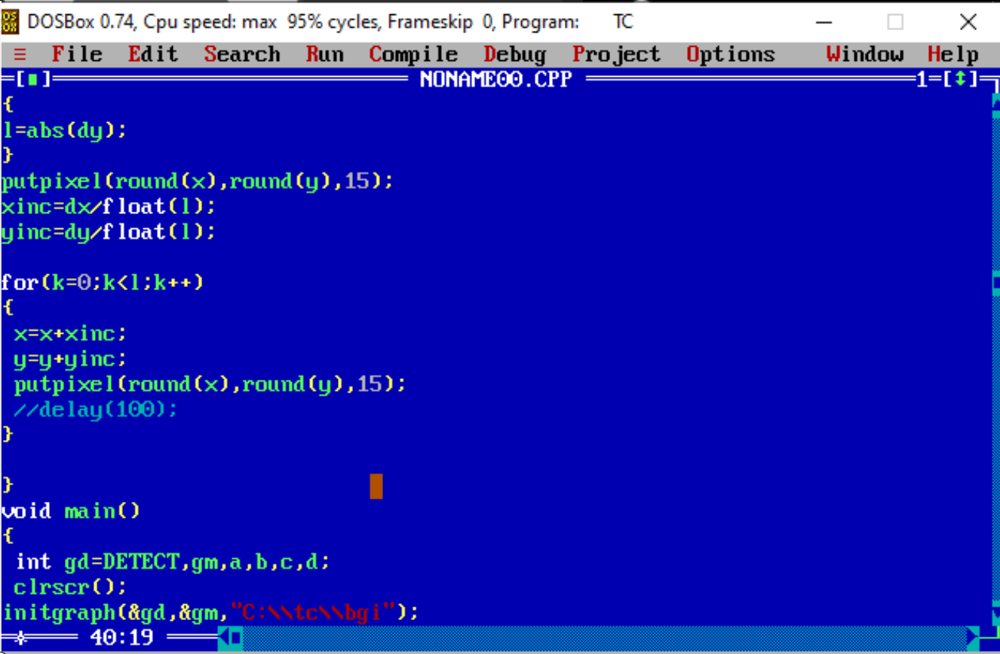 DOSBox 0.74, Cpu speed: max 95% cycles, Frameskip 0, Program: TC
≡ File Edit Search Run Compile Debug Project Options Window Help
[■] NONAME00.CPP 1=[↕]
{
l=abs(dy);
}
putpixel(round(x),round(y),15);
xinc=dx/float(l);
yinc=dy/float(l);
for(k=0;k<l;k++)
{
x=x+xinc;
y=y+yinc;
putpixel(round(x),round(y),15);
//delay(100);
}
}
void main()
{
int gd=DETECT,gm,a,b,c,d;
clrscr();
initgraph(&gd,&gm,"C:\\tc\\bgi");
40:19